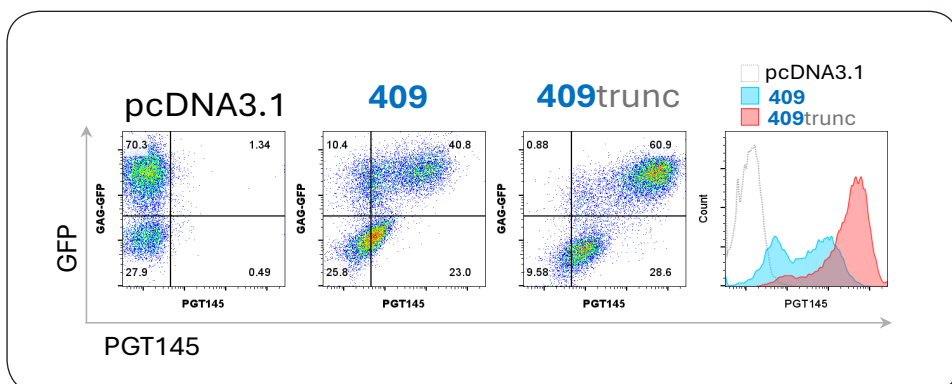 pcDNA3.1
409
409trunc
pcDNA3.1
409
409trunc
GFP
GAG-GFP
70.3
1.34
27.9
0.49
PGT145
GAG-GFP
10.4
40.8
25.8
23.0
PGT145
GAG-GFP
0.88
60.9
9.58
28.6
PGT145
Count
PGT145
PGT145